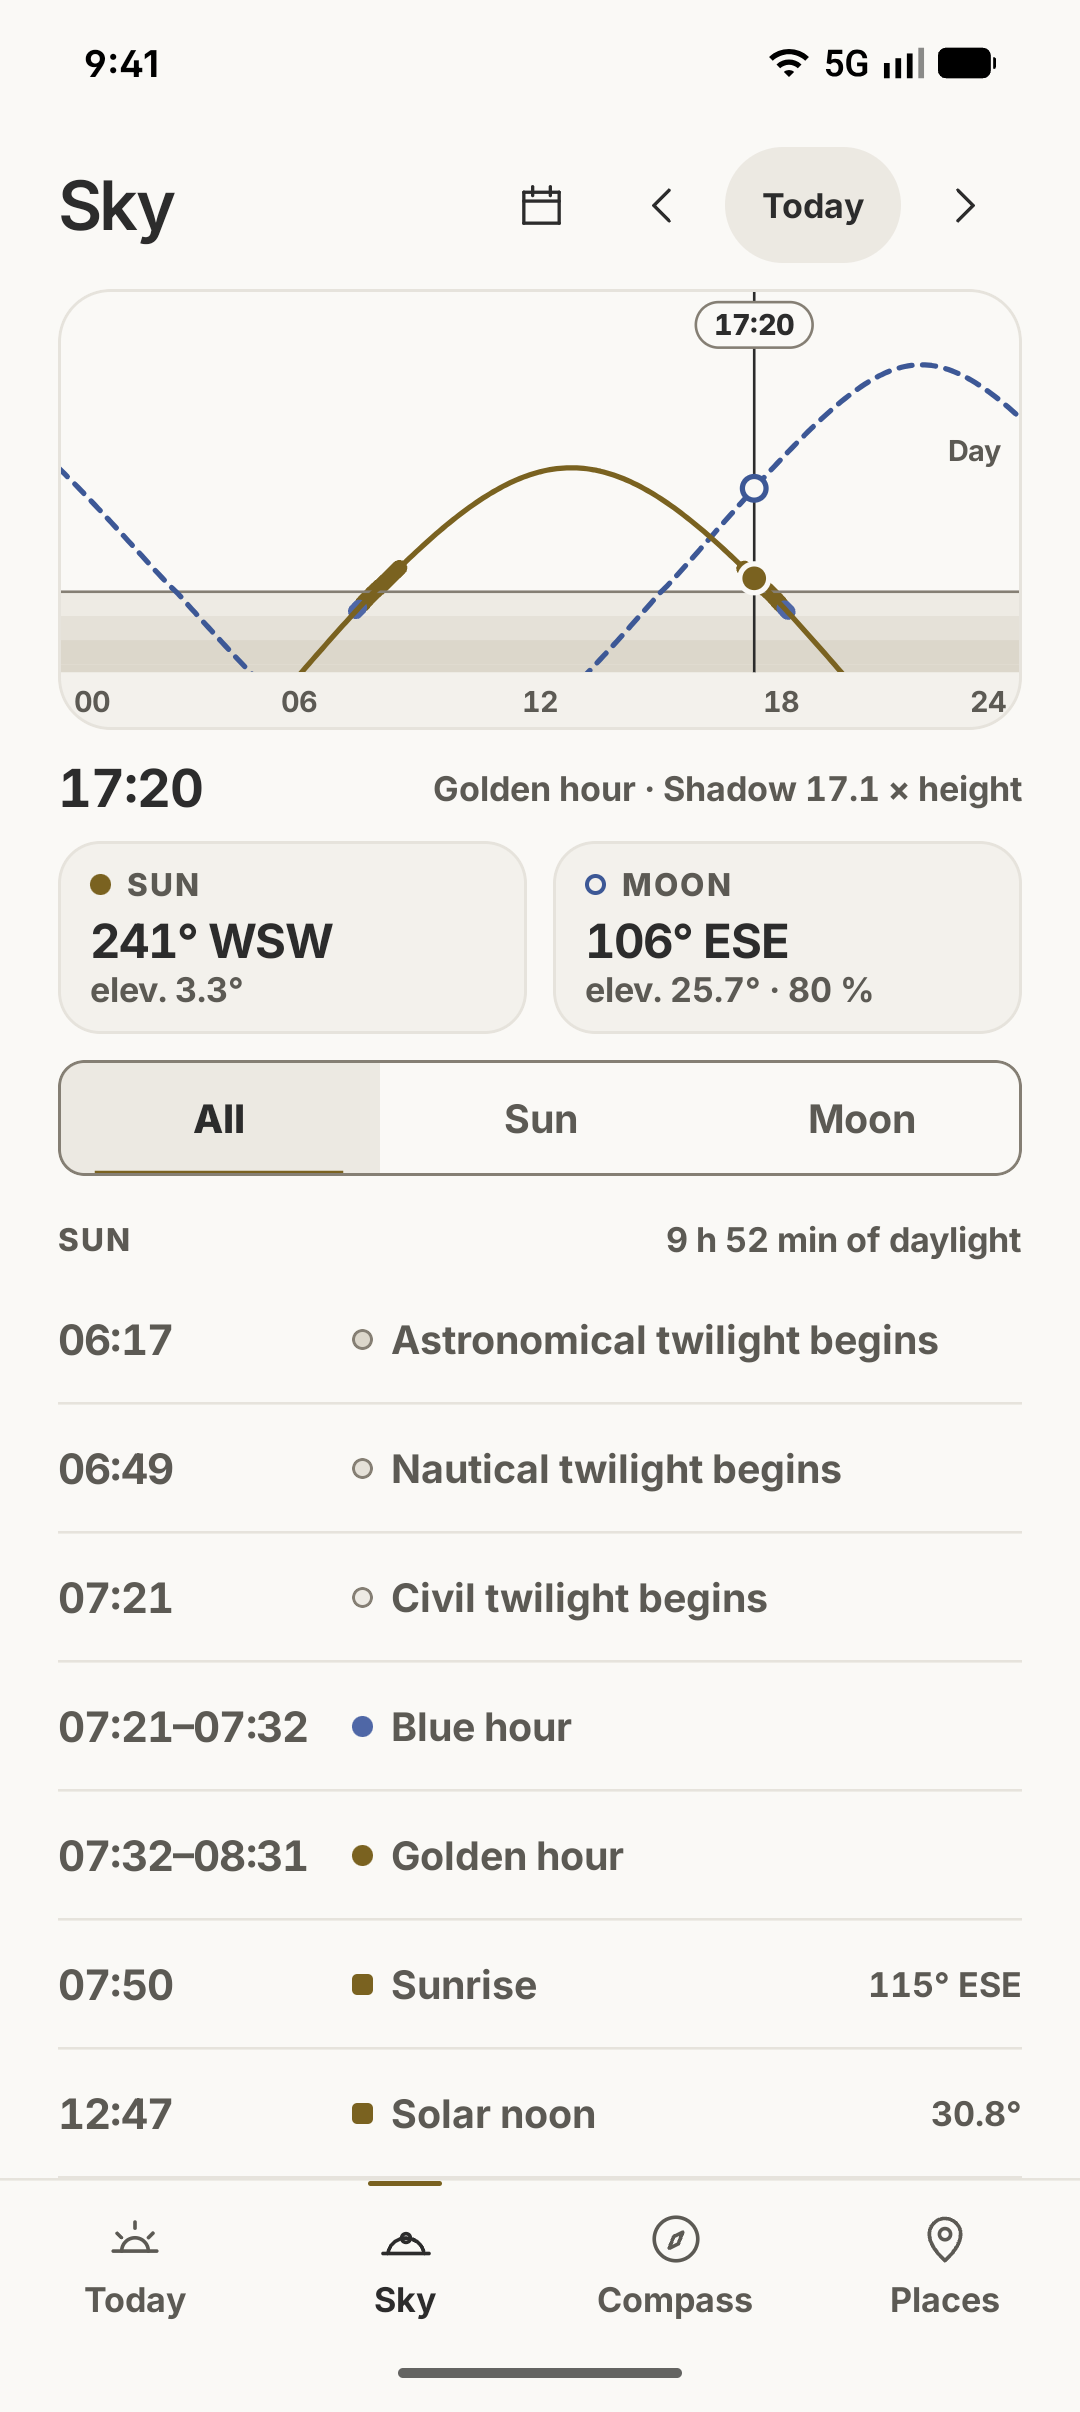 9:41
5G
Sky
Today
17:20
Day
00 06 12 18 24
17:20
Golden hour · Shadow 17.1 × height
SUN
241° WSW
elev. 3.3°
MOON
106° ESE
elev. 25.7° · 80 %
All Sun Moon
SUN 9 h 52 min of daylight
06:17 Astronomical twilight begins
06:49 Nautical twilight begins
07:21 Civil twilight begins
07:21–07:32 Blue hour
07:32–08:31 Golden hour
07:50 Sunrise 115° ESE
12:47 Solar noon 30.8°
Today Sky Compass Places